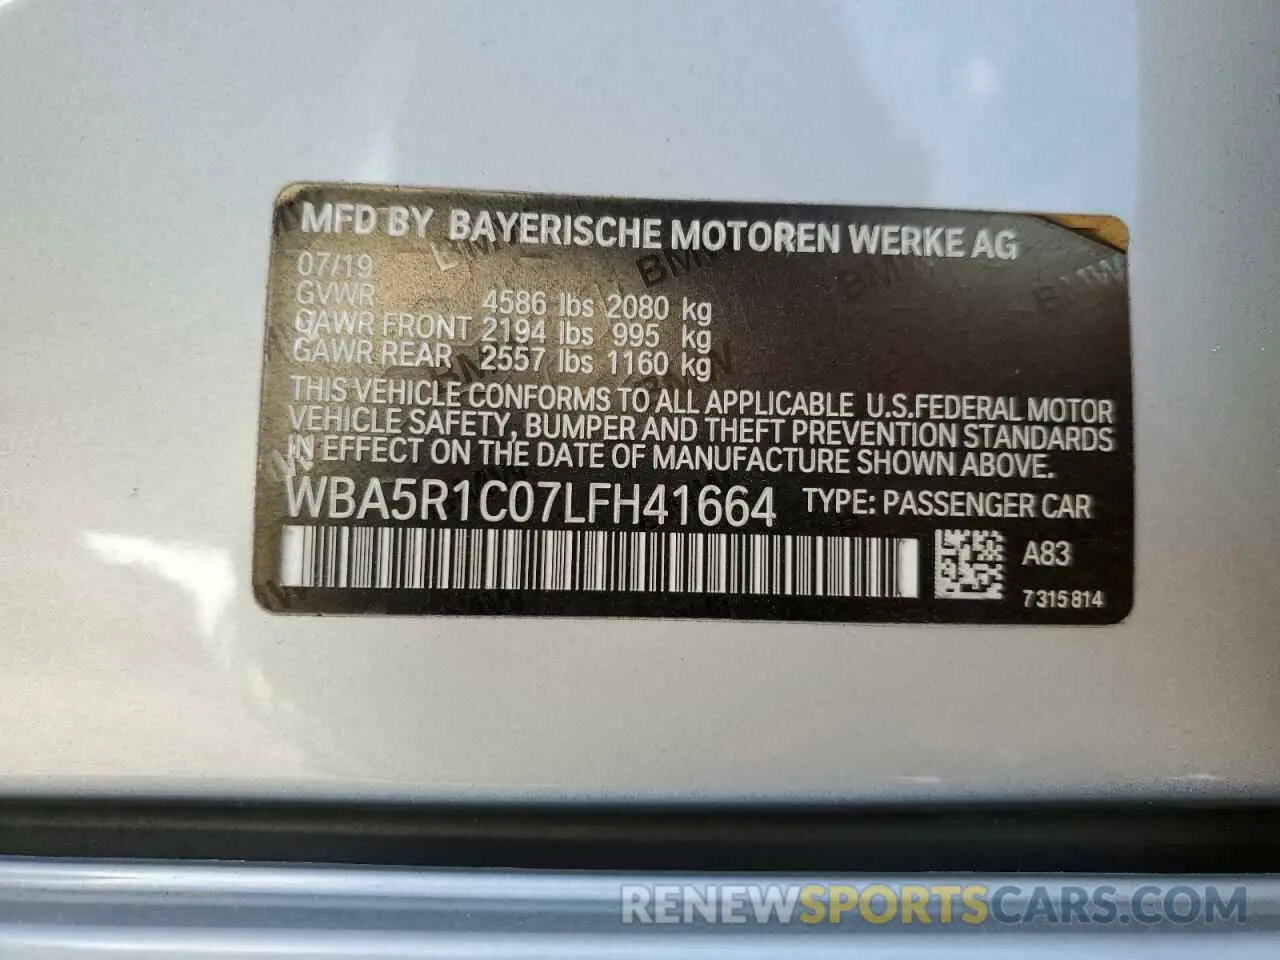 MFD BY BAYERISCHE MOTOREN WERKE AG
07/19
GVWR 4586 lbs 2080 kg
GAWR FRONT 2194 lbs 995 kg
GAWR REAR 2557 lbs 1160 kg
THIS VEHICLE CONFORMS TO ALL APPLICABLE U.S.FEDERAL MOTOR
VEHICLE SAFETY, BUMPER AND THEFT PREVENTION STANDARDS
IN EFFECT ON THE DATE OF MANUFACTURE SHOWN ABOVE.
WBA5R1C07LFH41664 TYPE: PASSENGER CAR
A83
7315814
RENEWSPORTSCARS.COM